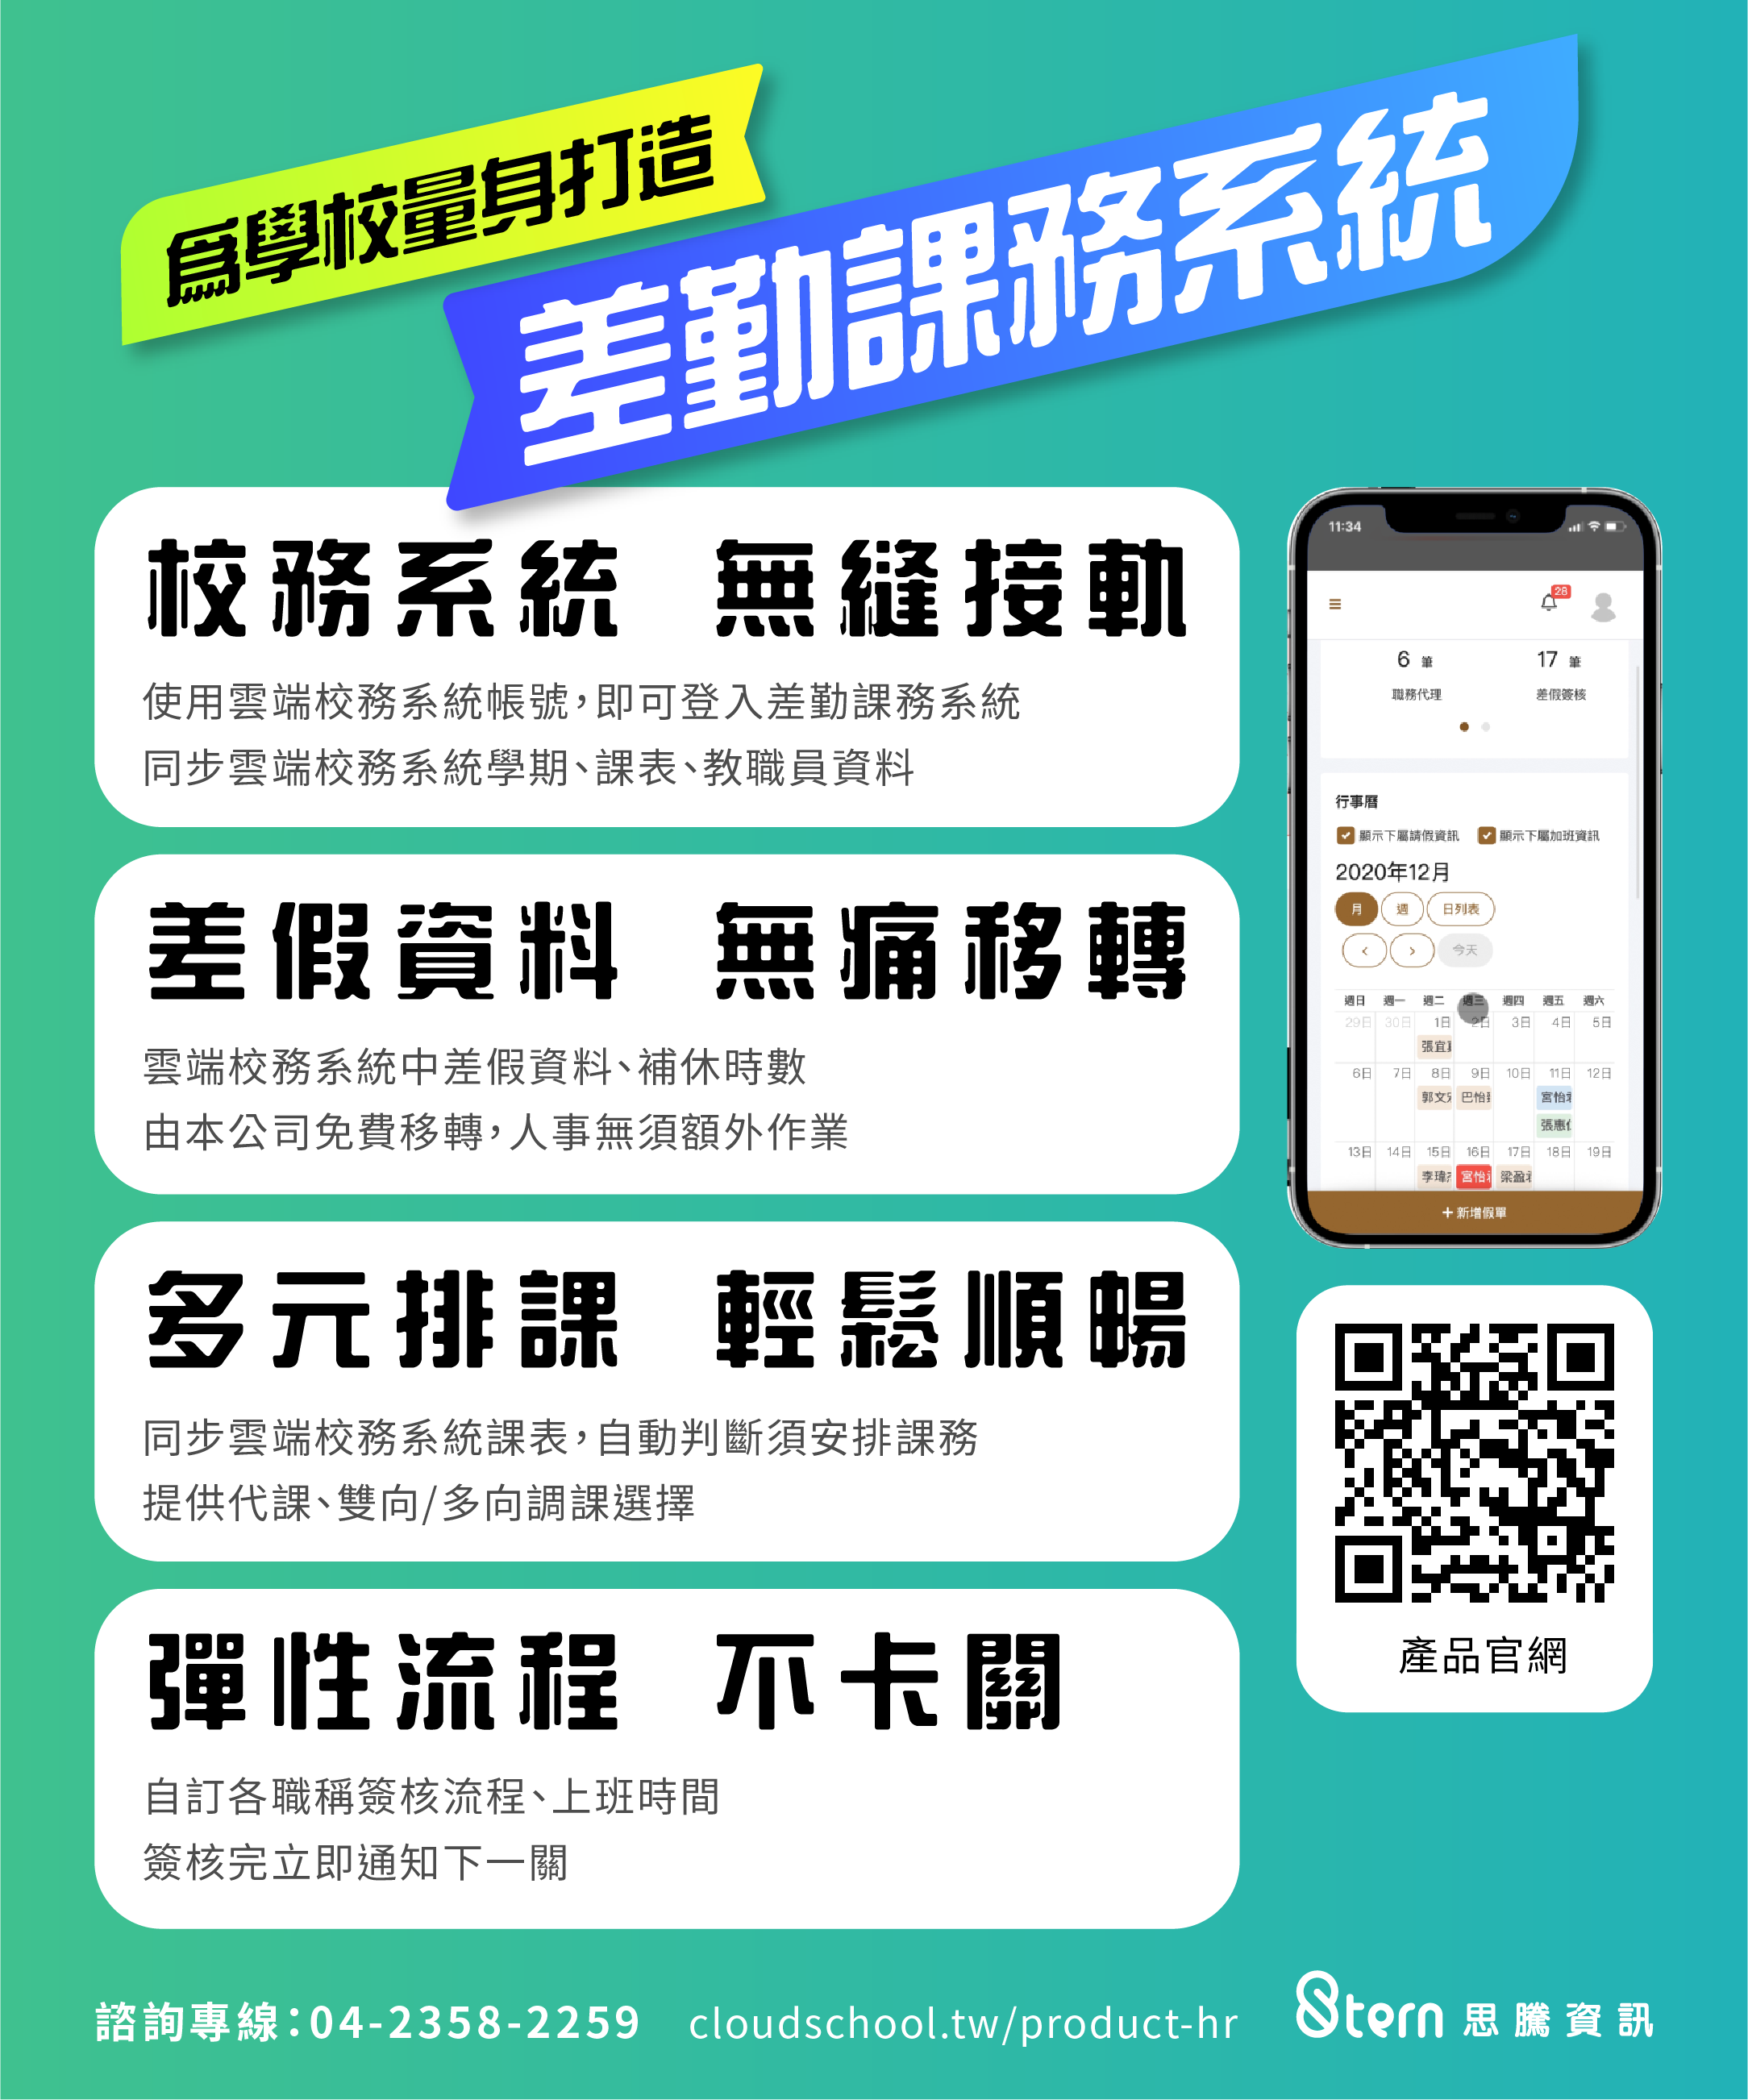 為學校量身打造
差勤課務系統
校務系統 無縫接軌
使用雲端校務系統帳號，即可登入差勤課務系統
同步雲端校務系統學期、課表、教職員資料
差假資料 無痛移轉
雲端校務系統中差假資料、補休時數
由本公司免費移轉，人事無須額外作業
多元排課 輕鬆順暢
同步雲端校務系統課表，自動判斷須安排課務
提供代課、雙向/多向調課選擇
彈性流程 不卡關
自訂各職稱簽核流程、上班時間
簽核完立即通知下一關
11:34
28
6 筆 17 筆
職務代理 差假簽核
行事曆
顯示下屬請假資訊 顯示下屬加班資訊
2020年12月
月 週 日列表
< > 今天
週日 週一 週二 週三 週四 週五 週六
29日 30日 1日 2日 3日 4日 5日
張宜
6日 7日 8日 9日 10日 11日 12日
郭文 巴怡 宮怡
張惠
13日 14日 15日 16日 17日 18日 19日
李瑋 宮怡 梁盈
+ 新增假單
產品官網
諮詢專線：04-2358-2259 cloudschool.tw/product-hr 8tern 思騰資訊